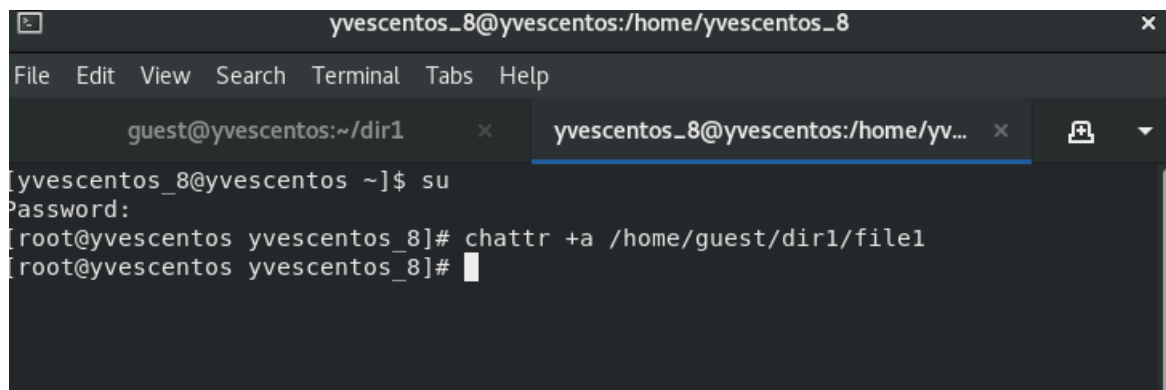 yvescentos_8@yvescentos:/home/yvescentos_8
File Edit View Search Terminal Tabs Help
guest@yvescentos:~/dir1 yvescentos_8@yvescentos:/home/yv...
[yvescentos_8@yvescentos ~]$ su
Password:
[root@yvescentos yvescentos_8]# chattr +a /home/guest/dir1/file1
[root@yvescentos yvescentos_8]#